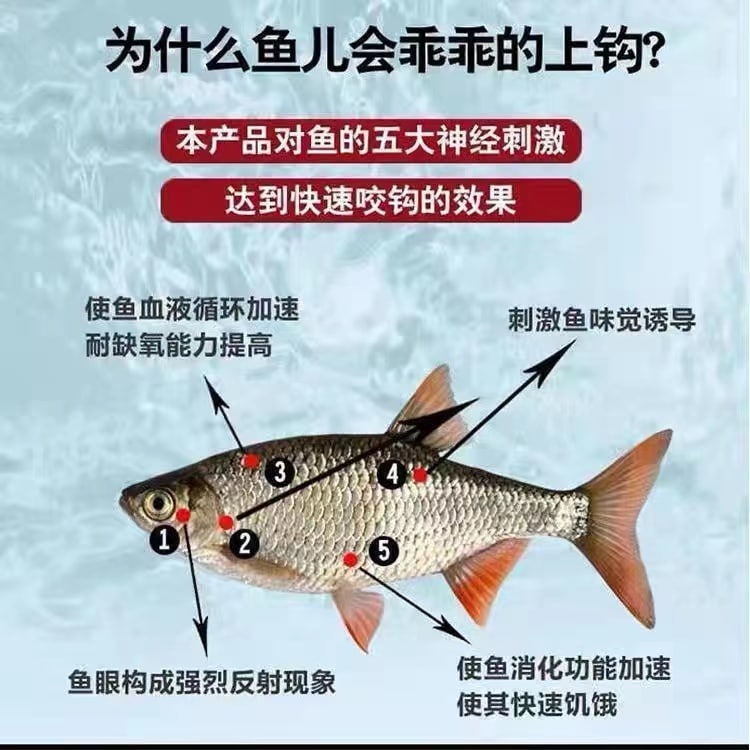 为什么鱼儿会乖乖的上钩?
本产品对鱼的五大神经刺激
达到快速咬钩的效果
使鱼血液循环加速
耐缺氧能力提高
刺激鱼味觉诱导
3
4
1
2
5
鱼眼构成强烈反射现象
使鱼消化功能加速
使其快速饥饿